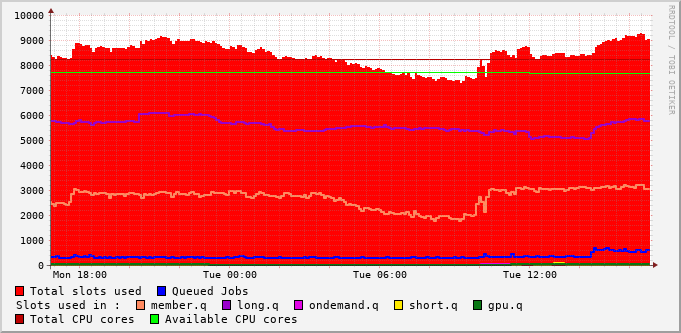 10000
9000
8000
7000
6000
5000
4000
3000
2000
1000
0
Mon 18:00 Tue 00:00 Tue 06:00 Tue 12:00
RRDTOOL / TOBI OETIKER
Total slots used Queued Jobs
Slots used in : member.q long.q ondemand.q short.q gpu.q
Total CPU cores Available CPU cores